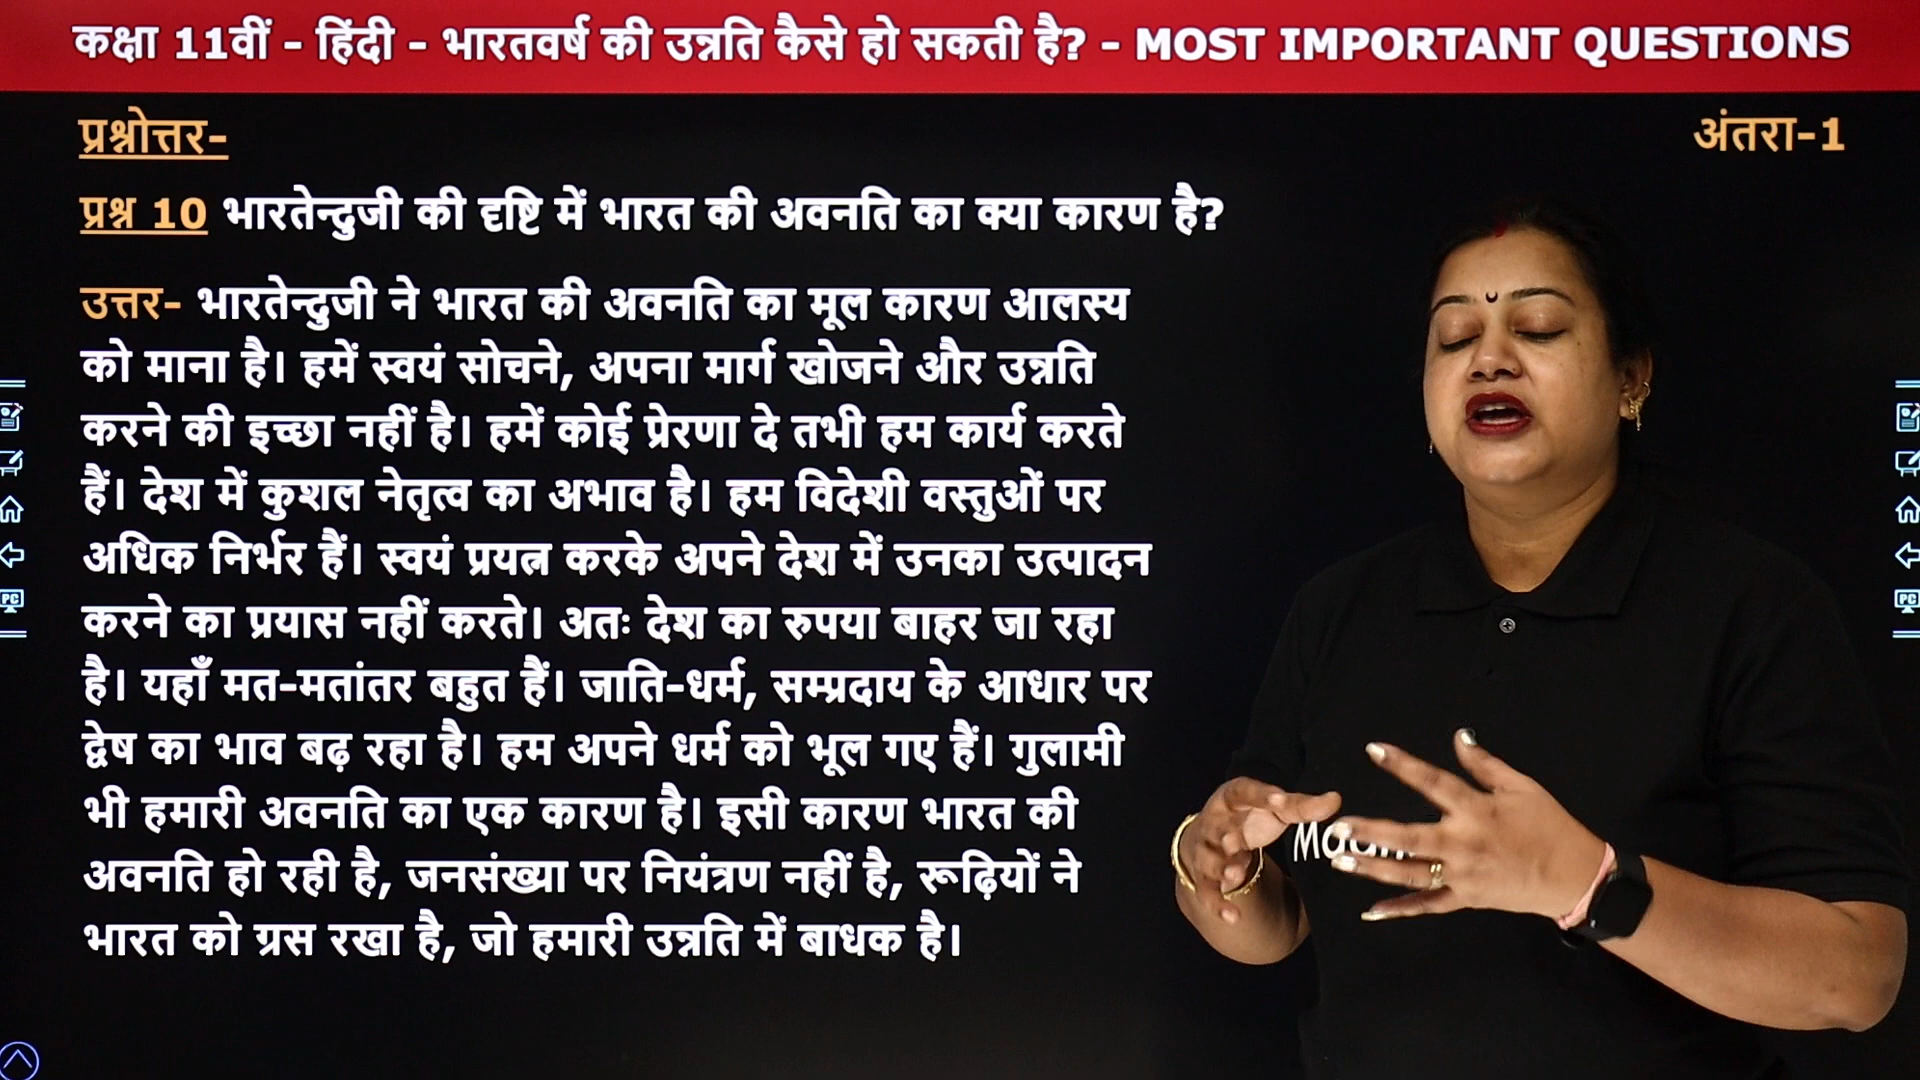 कक्षा 11वीं - हिंदी - भारतवर्ष की उन्नति कैसे हो सकती है? - MOST IMPORTANT QUESTIONS
प्रश्नोत्तर-
अंतरा-1
प्रश्न 10 भारतेन्दुजी की दृष्टि में भारत की अवनति का क्या कारण है?
उत्तर- भारतेन्दुजी ने भारत की अवनति का मूल कारण आलस्य
को माना है। हमें स्वयं सोचने, अपना मार्ग खोजने और उन्नति
करने की इच्छा नहीं है। हमें कोई प्रेरणा दे तभी हम कार्य करते
हैं। देश में कुशल नेतृत्व का अभाव है। हम विदेशी वस्तुओं पर
अधिक निर्भर हैं। स्वयं प्रयत्न करके अपने देश में उनका उत्पादन
करने का प्रयास नहीं करते। अतः देश का रुपया बाहर जा रहा
है। यहाँ मत-मतांतर बहुत हैं। जाति-धर्म, सम्प्रदाय के आधार पर
द्वेष का भाव बढ़ रहा है। हम अपने धर्म को भूल गए हैं। गुलामी
भी हमारी अवनति का एक कारण है। इसी कारण भारत की
अवनति हो रही है, जनसंख्या पर नियंत्रण नहीं है, रूढ़ियों ने
भारत को ग्रस रखा है, जो हमारी उन्नति में बाधक है।
PC
PC